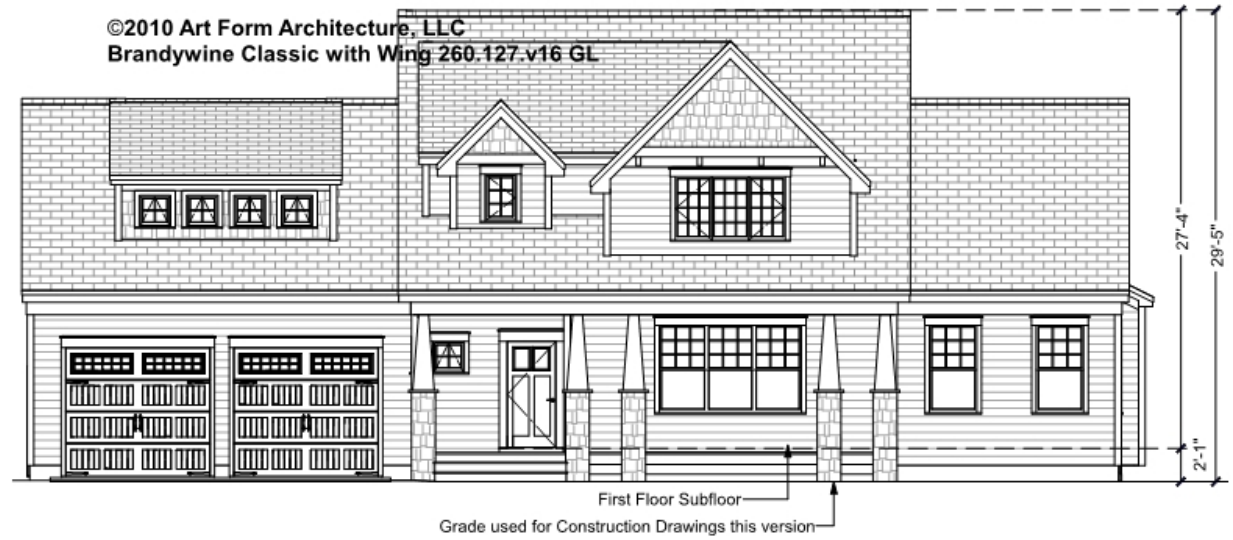 ©2010 Art Form Architecture, LLC
Brandywine Classic with Wing 260.127.v16 GL
27'-4"
29'-5"
2'-1"
First Floor Subfloor
Grade used for Construction Drawings this version